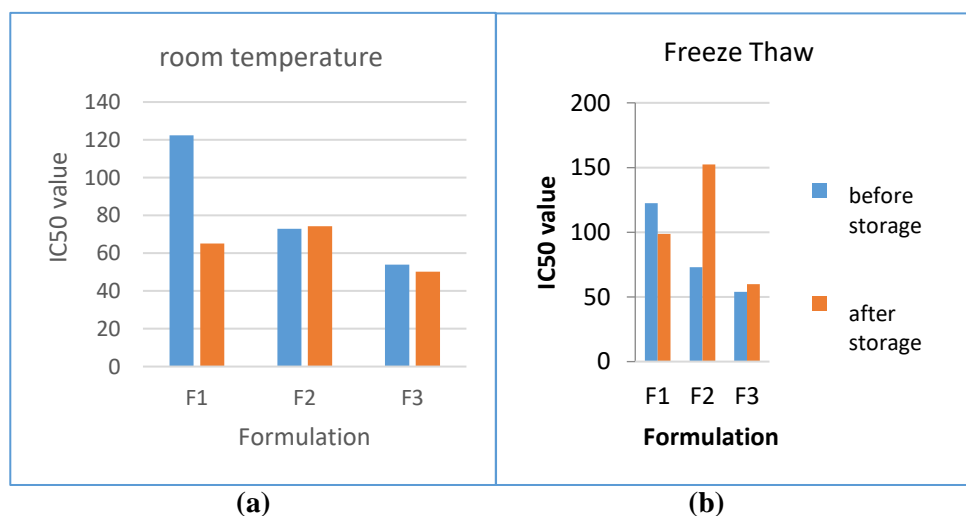 room temperature
IC50 value
140
120
100
80
60
40
20
0
F1 F2 F3
Formulation
(a)
Freeze Thaw
IC50 value
200
150
100
50
0
F1 F2 F3
Formulation
before
storage
after
storage
(b)